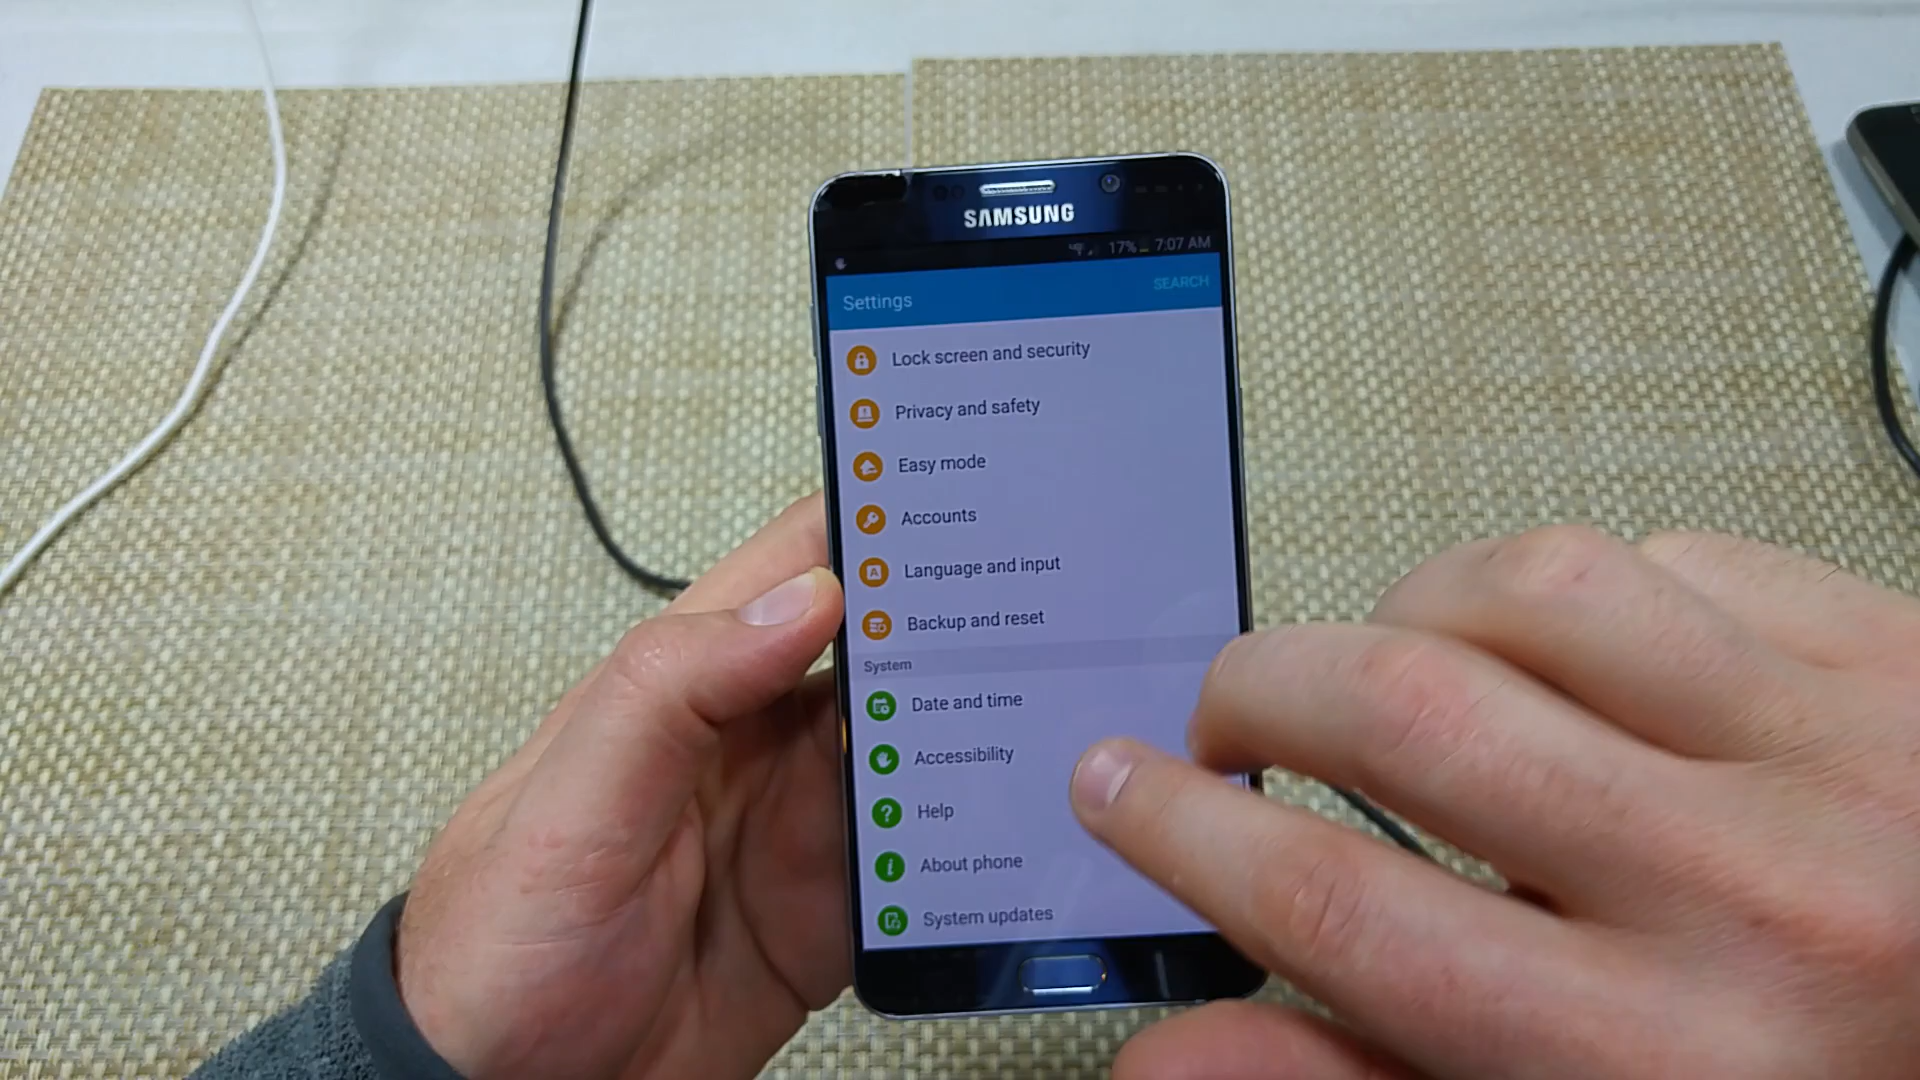 SAMSUNG
17% 7:07 AM
Settings
SEARCH
Lock screen and security
Privacy and safety
Easy mode
Accounts
Language and input
Backup and reset
System
Date and time
Accessibility
Help
About phone
System updates